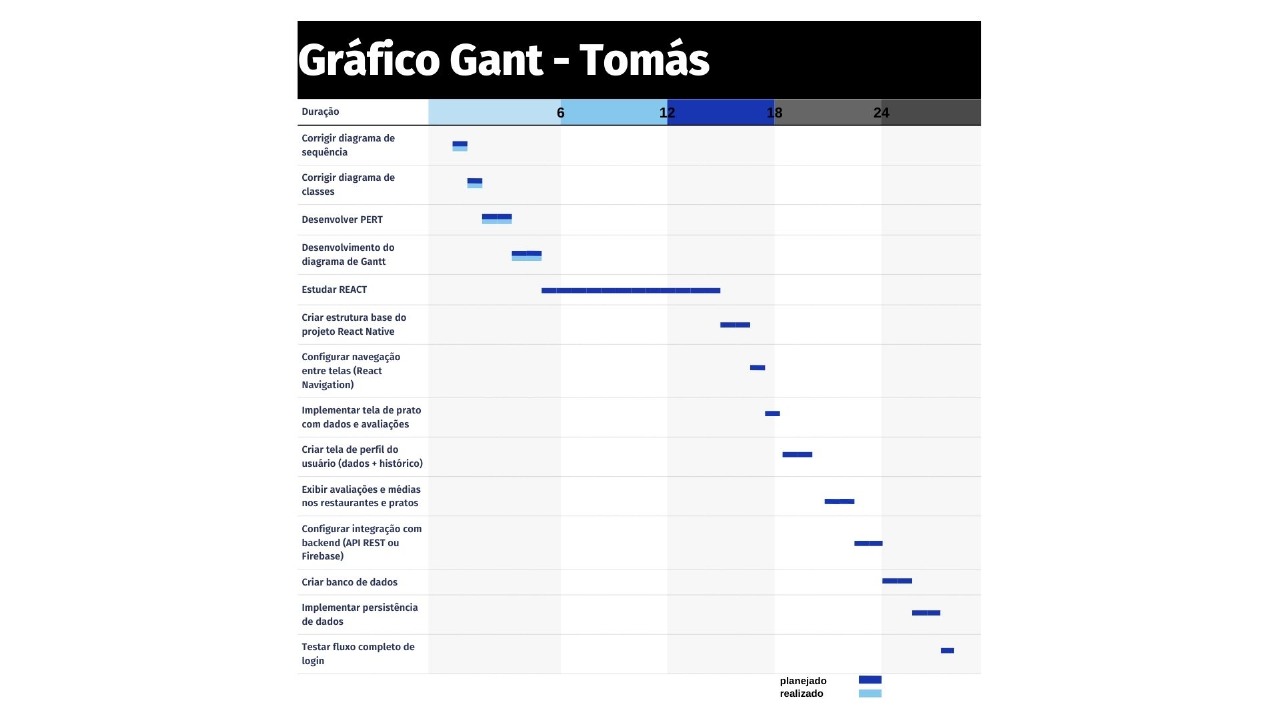 Gráfico Gant - Tomás
Duração 6 12 18 24
Corrigir diagrama de
sequência
Corrigir diagrama de
classes
Desenvolver PERT
Desenvolvimento do
diagrama de Gantt
Estudar REACT
Criar estrutura base do
projeto React Native
Configurar navegação
entre telas (React
Navigation)
Implementar tela de prato
com dados e avaliações
Criar tela de perfil do
usuário (dados + histórico)
Exibir avaliações e médias
nos restaurantes e pratos
Configurar integração com
backend (API REST ou
Firebase)
Criar banco de dados
Implementar persistência
de dados
Testar fluxo completo de
login
planejado
realizado